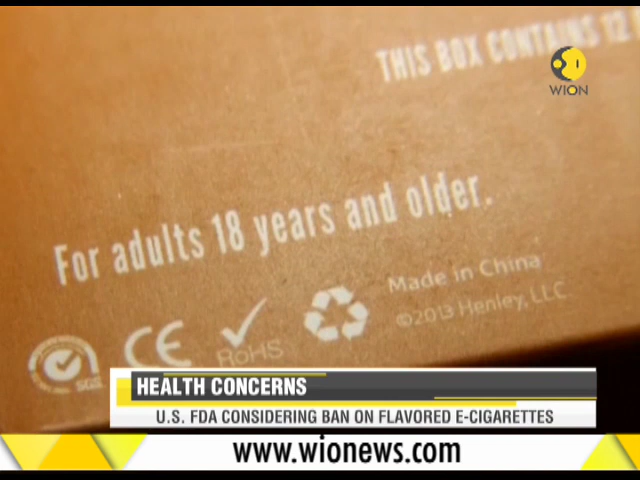 THIS BOX CONTAINS 12
WION
For adults 18 years and older.
Made in China
©2013 Henley, LLC
SGS
CE
RoHS
HEALTH CONCERNS
U.S. FDA CONSIDERING BAN ON FLAVORED E-CIGARETTES
www.wionews.com